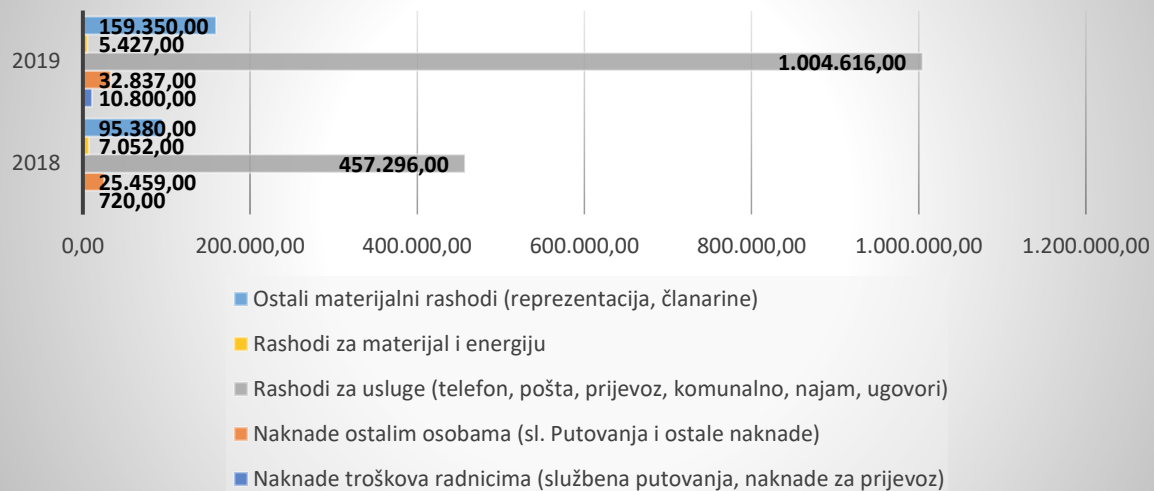 159.350,00
5.427,00
2019
1.004.616,00
32.837,00
10.800,00
95.380,00
7.052,00
2018
457.296,00
25.459,00
720,00
0,00 200.000,00 400.000,00 600.000,00 800.000,00 1.000.000,00 1.200.000,00
Ostali materijalni rashodi (reprezentacija, članarine)
Rashodi za materijal i energiju
Rashodi za usluge (telefon, pošta, prijevoz, komunalno, najam, ugovori)
Naknade ostalim osobama (sl. Putovanja i ostale naknade)
Naknade troškova radnicima (službena putovanja, naknade za prijevoz)